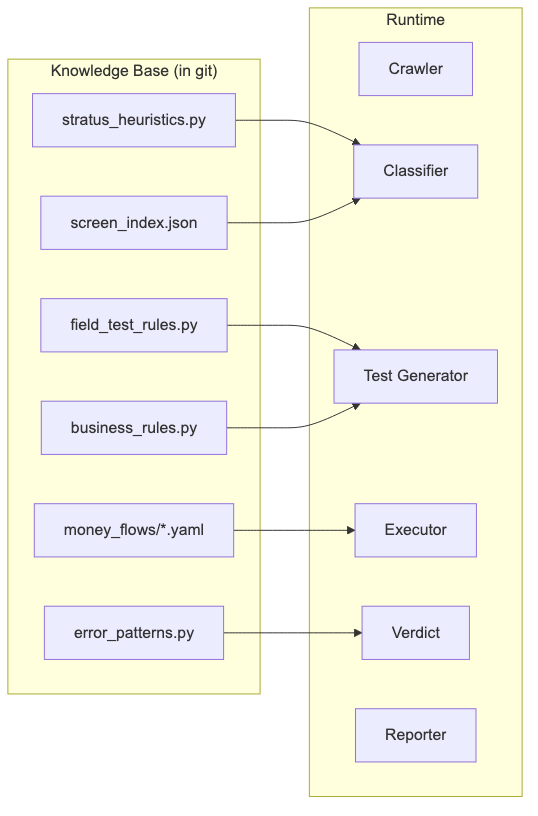 Knowledge Base (in git)
stratus_heuristics.py
screen_index.json
field_test_rules.py
business_rules.py
money_flows/*.yaml
error_patterns.py
Runtime
Crawler
Classifier
Test Generator
Executor
Verdict
Reporter